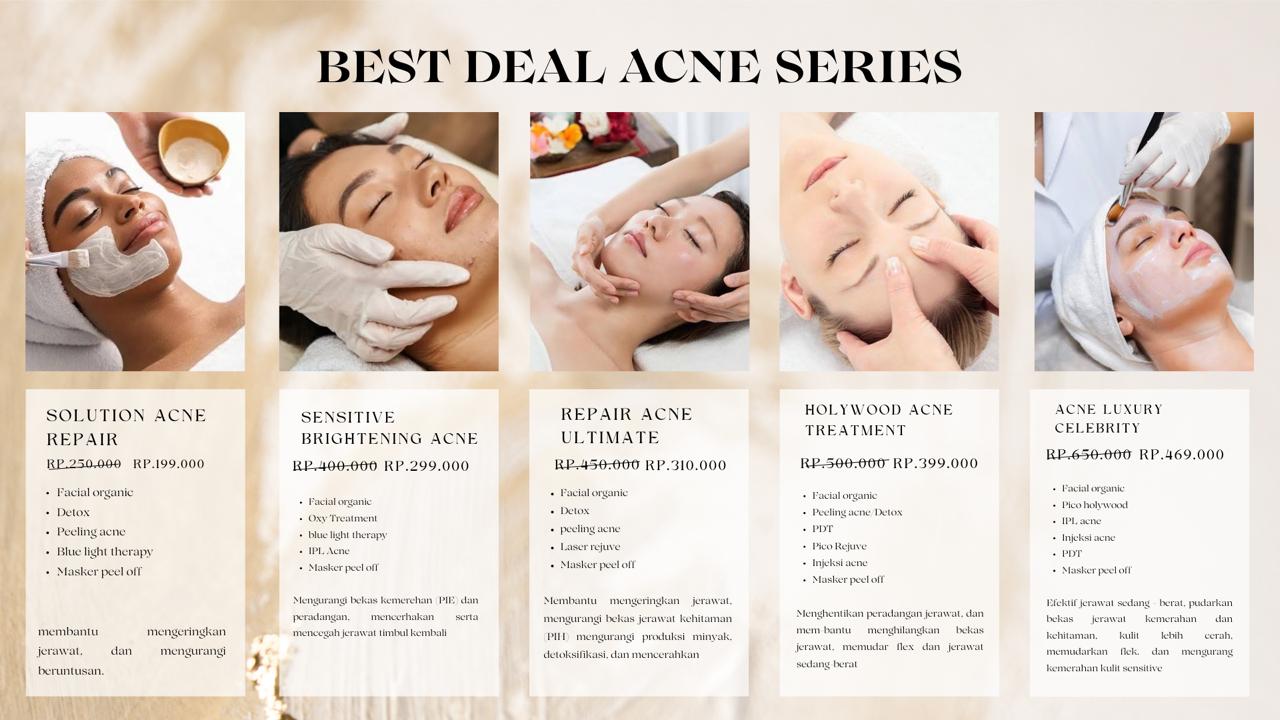 BEST DEAL ACNE SERIES
SOLUTION ACNE
REPAIR
RP.250.000 RP.199.000
• Facial organic
• Detox
• Peeling acne
• Blue light therapy
• Masker peel off
membantu mengeringkan
jerawat, dan mengurangi
beruntusan.
SENSITIVE
BRIGHTENING ACNE
RP.400.000 RP.299.000
• Facial organic
• Oxy Treatment
• blue light therapy
• IPL Acne
• Masker peel off
Mengurangi bekas kemerehan (PIE) dan
peradangan, mencerhakan serta
mencegah jerawat timbul kembali
REPAIR ACNE
ULTIMATE
RP.450.000 RP.310.000
• Facial organic
• Detox
• peeling acne
• Laser rejuve
• Masker peel off
Membantu mengeringkan jerawat,
mengurangi bekas jerawat kehitaman
(PIH) mengurangi produksi minyak,
detoksifikasi, dan mencerahkan
HOLYWOOD ACNE
TREATMENT
RP.500.000 RP.399.000
• Facial organic
• Peeling acne/Detox
• PDT
• Pico Rejuve
• Injeksi acne
• Masker peel off
Menghentikan peradangan jerawat, dan
mem-bantu menghilangkan bekas
jerawat, memudar flex dan jerawat
sedang-berat
ACNE LUXURY
CELEBRITY
RP.650.000 RP.469.000
• Facial organic
• Pico holywood
• IPL acne
• Injeksi acne
• PDT
• Masker peel off
Efektif jerawat sedang - berat, pudarkan
bekas jerawat kemerahan dan
kehitaman, kulit lebih cerah,
memudarkan flek. dan mengurang
kemerahan kulit sensitive